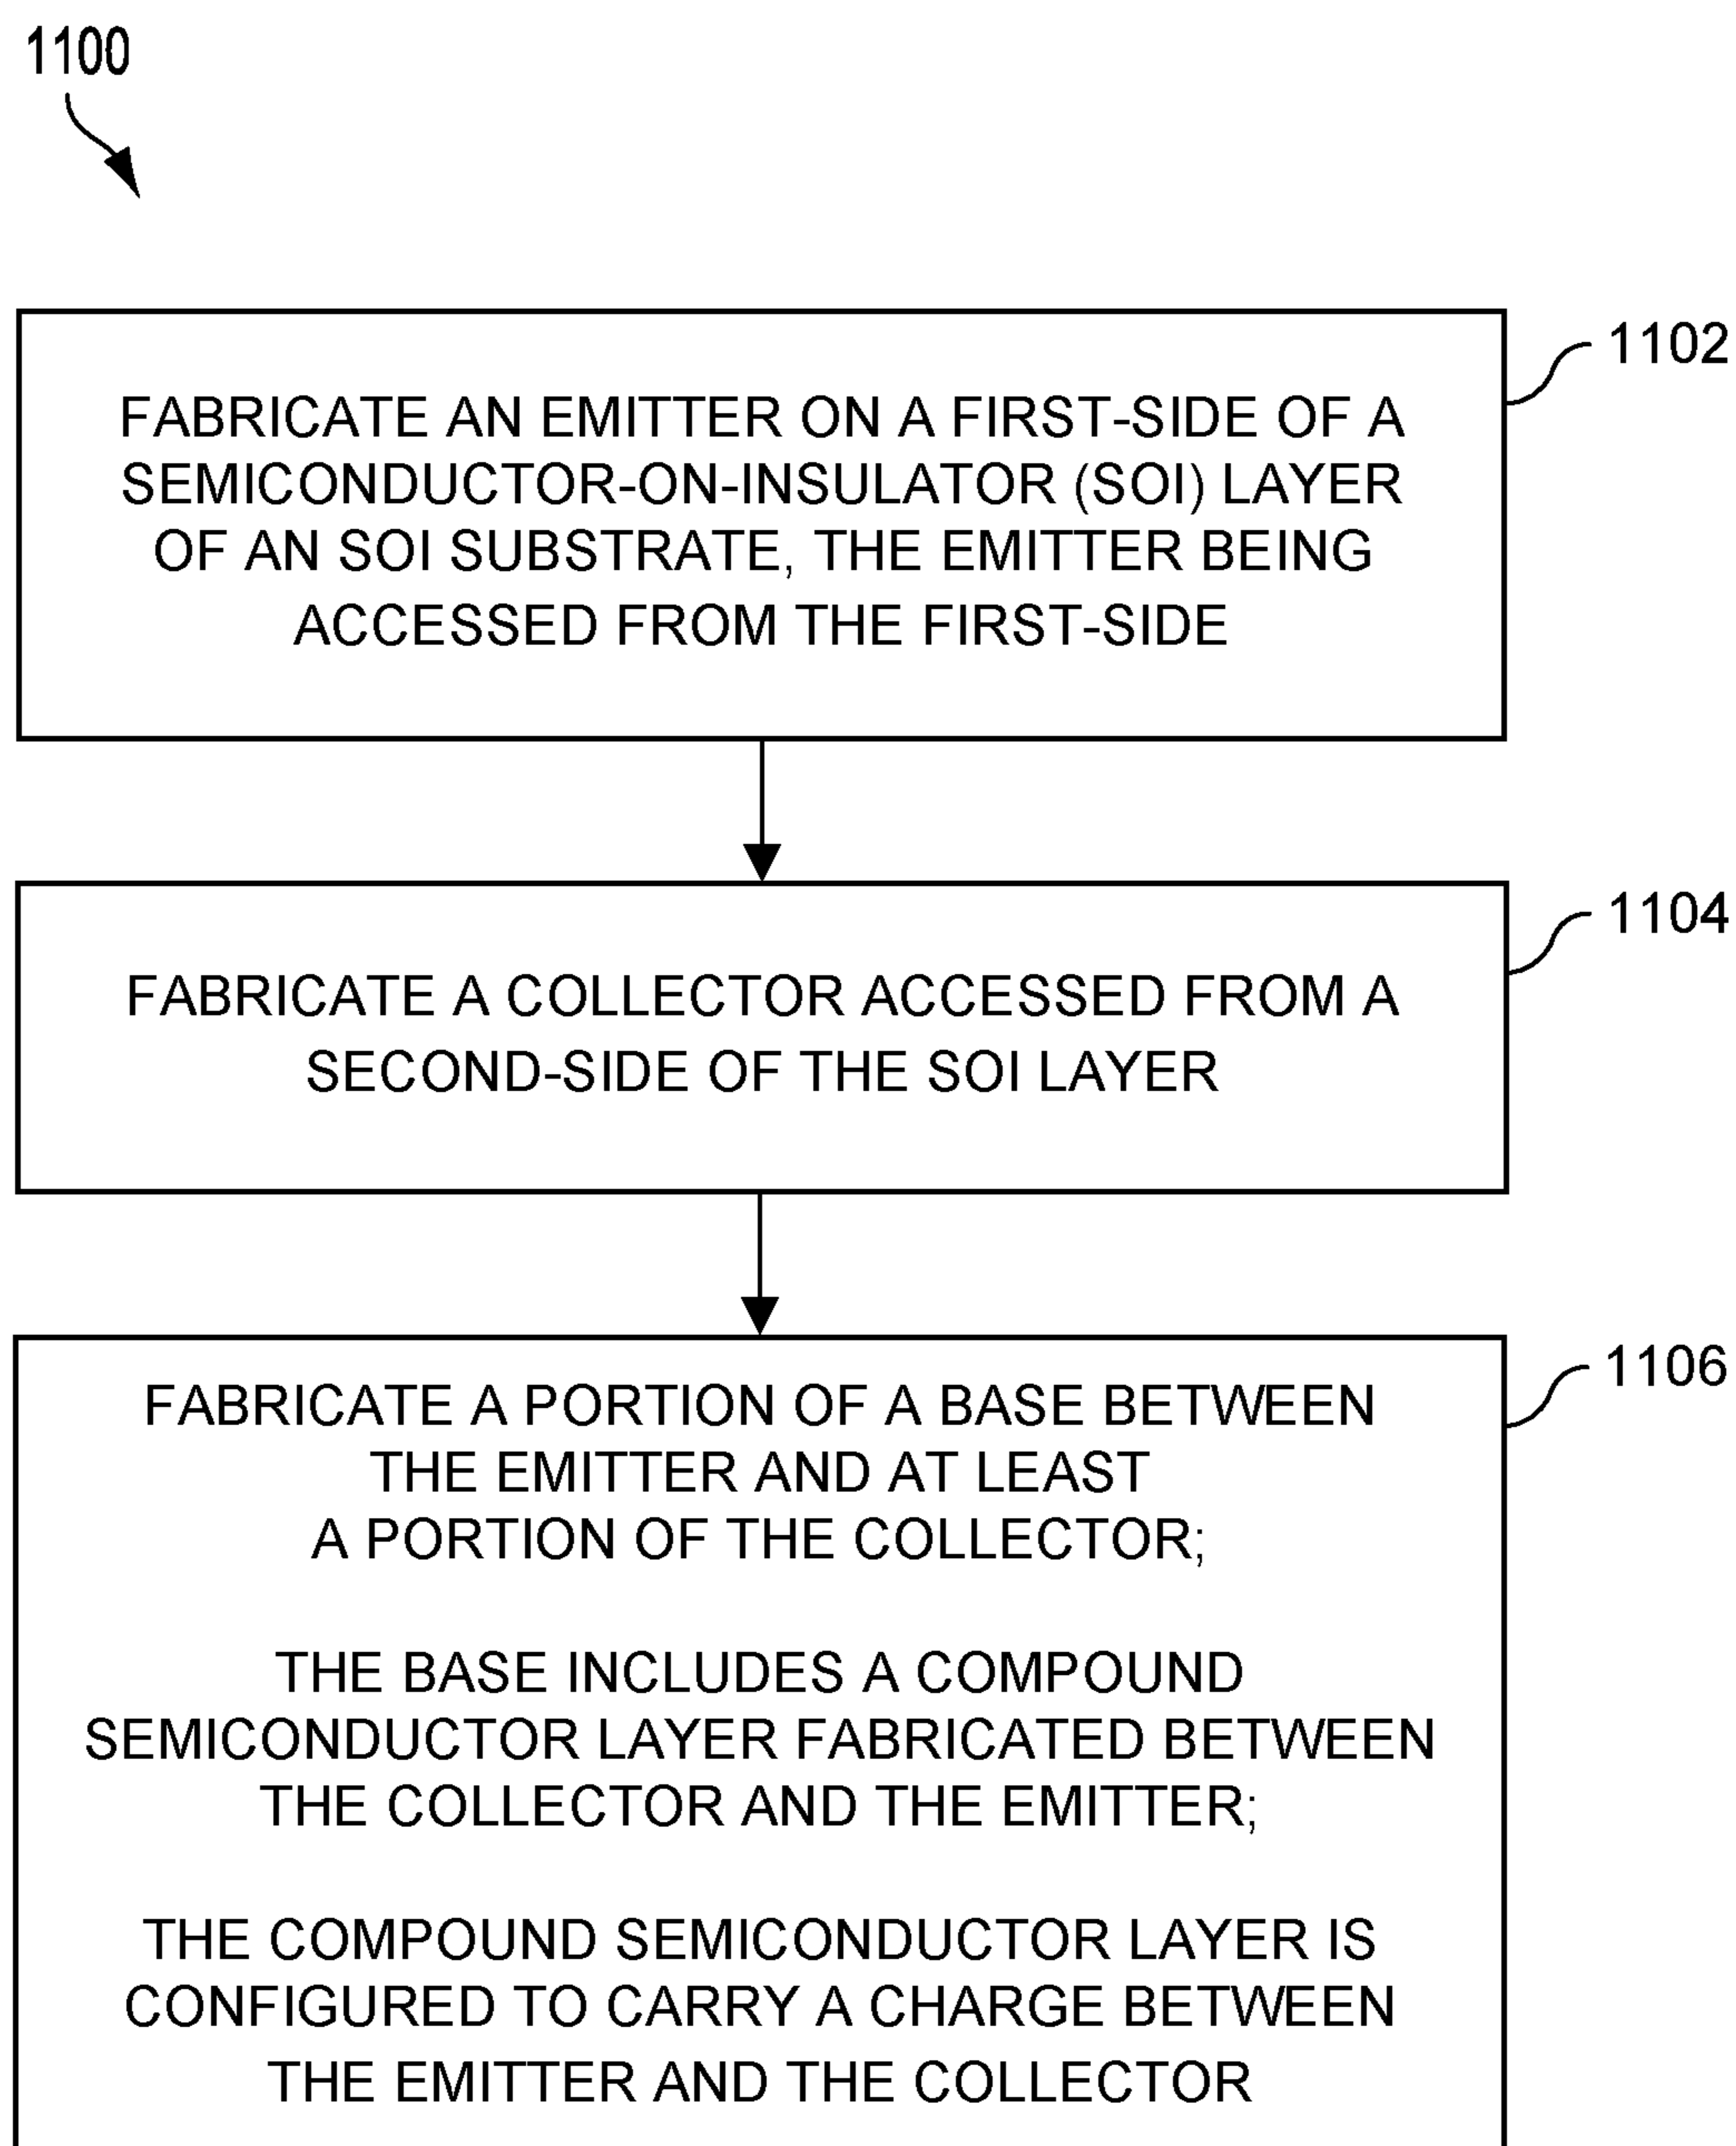 1100
1102
FABRICATE AN EMITTER ON A FIRST-SIDE OF A
SEMICONDUCTOR-ON-INSULATOR (SOI) LAYER
OF AN SOI SUBSTRATE, THE EMITTER BEING
ACCESSED FROM THE FIRST-SIDE
1104
FABRICATE A COLLECTOR ACCESSED FROM A
SECOND-SIDE OF THE SOI LAYER
1106
FABRICATE A PORTION OF A BASE BETWEEN
THE EMITTER AND AT LEAST
A PORTION OF THE COLLECTOR;
THE BASE INCLUDES A COMPOUND
SEMICONDUCTOR LAYER FABRICATED BETWEEN
THE COLLECTOR AND THE EMITTER;
THE COMPOUND SEMICONDUCTOR LAYER IS
CONFIGURED TO CARRY A CHARGE BETWEEN
THE EMITTER AND THE COLLECTOR